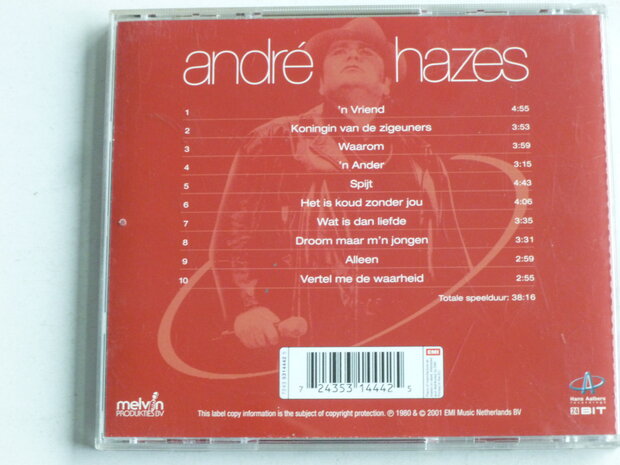 andré hazes
1 'n Vriend 4:55
2 Koningin van de zigeuners 3:53
3 Waarom 3:59
4 'n Ander 3:15
5 Spijt 4:43
6 Het is koud zonder jou 4:06
7 Wat is dan liefde 3:35
8 Droom maar m'n jongen 3:31
9 Alleen 2:59
10 Vertel me de waarheid 2:55
Totale speelduur: 38:16
EMI
7 24353 14442 5
melvin
PRODUKTIES BV
Hans Aalbers
recordings
24 BIT
This label copy information is the subject of copyright protection. ℗ 1980 & © 2001 EMI Music Netherlands BV